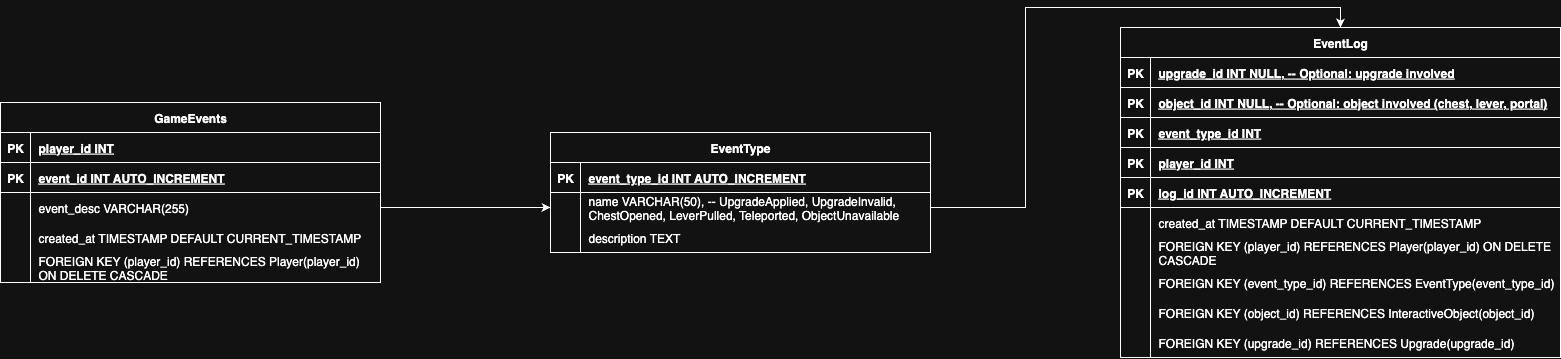 GameEvents
PK player_id INT
PK event_id INT AUTO_INCREMENT
event_desc VARCHAR(255)
created_at TIMESTAMP DEFAULT CURRENT_TIMESTAMP
FOREIGN KEY (player_id) REFERENCES Player(player_id)
ON DELETE CASCADE
EventType
PK event_type_id INT AUTO_INCREMENT
name VARCHAR(50), -- UpgradeApplied, UpgradeInvalid,
ChestOpened, LeverPulled, Teleported, ObjectUnavailable
description TEXT
EventLog
PK upgrade_id INT NULL, -- Optional: upgrade involved
PK object_id INT NULL, -- Optional: object involved (chest, lever, portal)
PK event_type_id INT
PK player_id INT
PK log_id INT AUTO_INCREMENT
created_at TIMESTAMP DEFAULT CURRENT_TIMESTAMP
FOREIGN KEY (player_id) REFERENCES Player(player_id) ON DELETE
CASCADE
FOREIGN KEY (event_type_id) REFERENCES EventType(event_type_id)
FOREIGN KEY (object_id) REFERENCES InteractiveObject(object_id)
FOREIGN KEY (upgrade_id) REFERENCES Upgrade(upgrade_id)